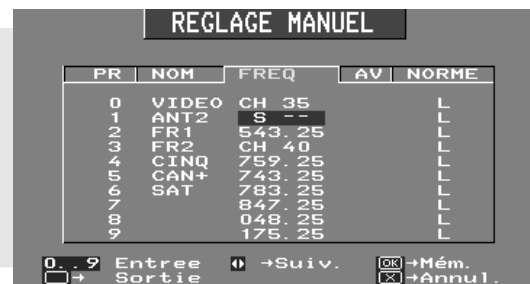 REGLAGE MANUEL
PR NOM FREQ AV NORME
0 VIDEO CH 35 L
1 ANT2 S -- L
2 FR1 543.25 L
3 FR2 CH 40 L
4 CINQ 759.25 L
5 CAN+ 743.25 L
6 SAT 783.25 L
7 847.25 L
8 048.25 L
9 175.25 L
0..9 Entree →Suiv. OK→Mém.
→ Sortie X→Annul.